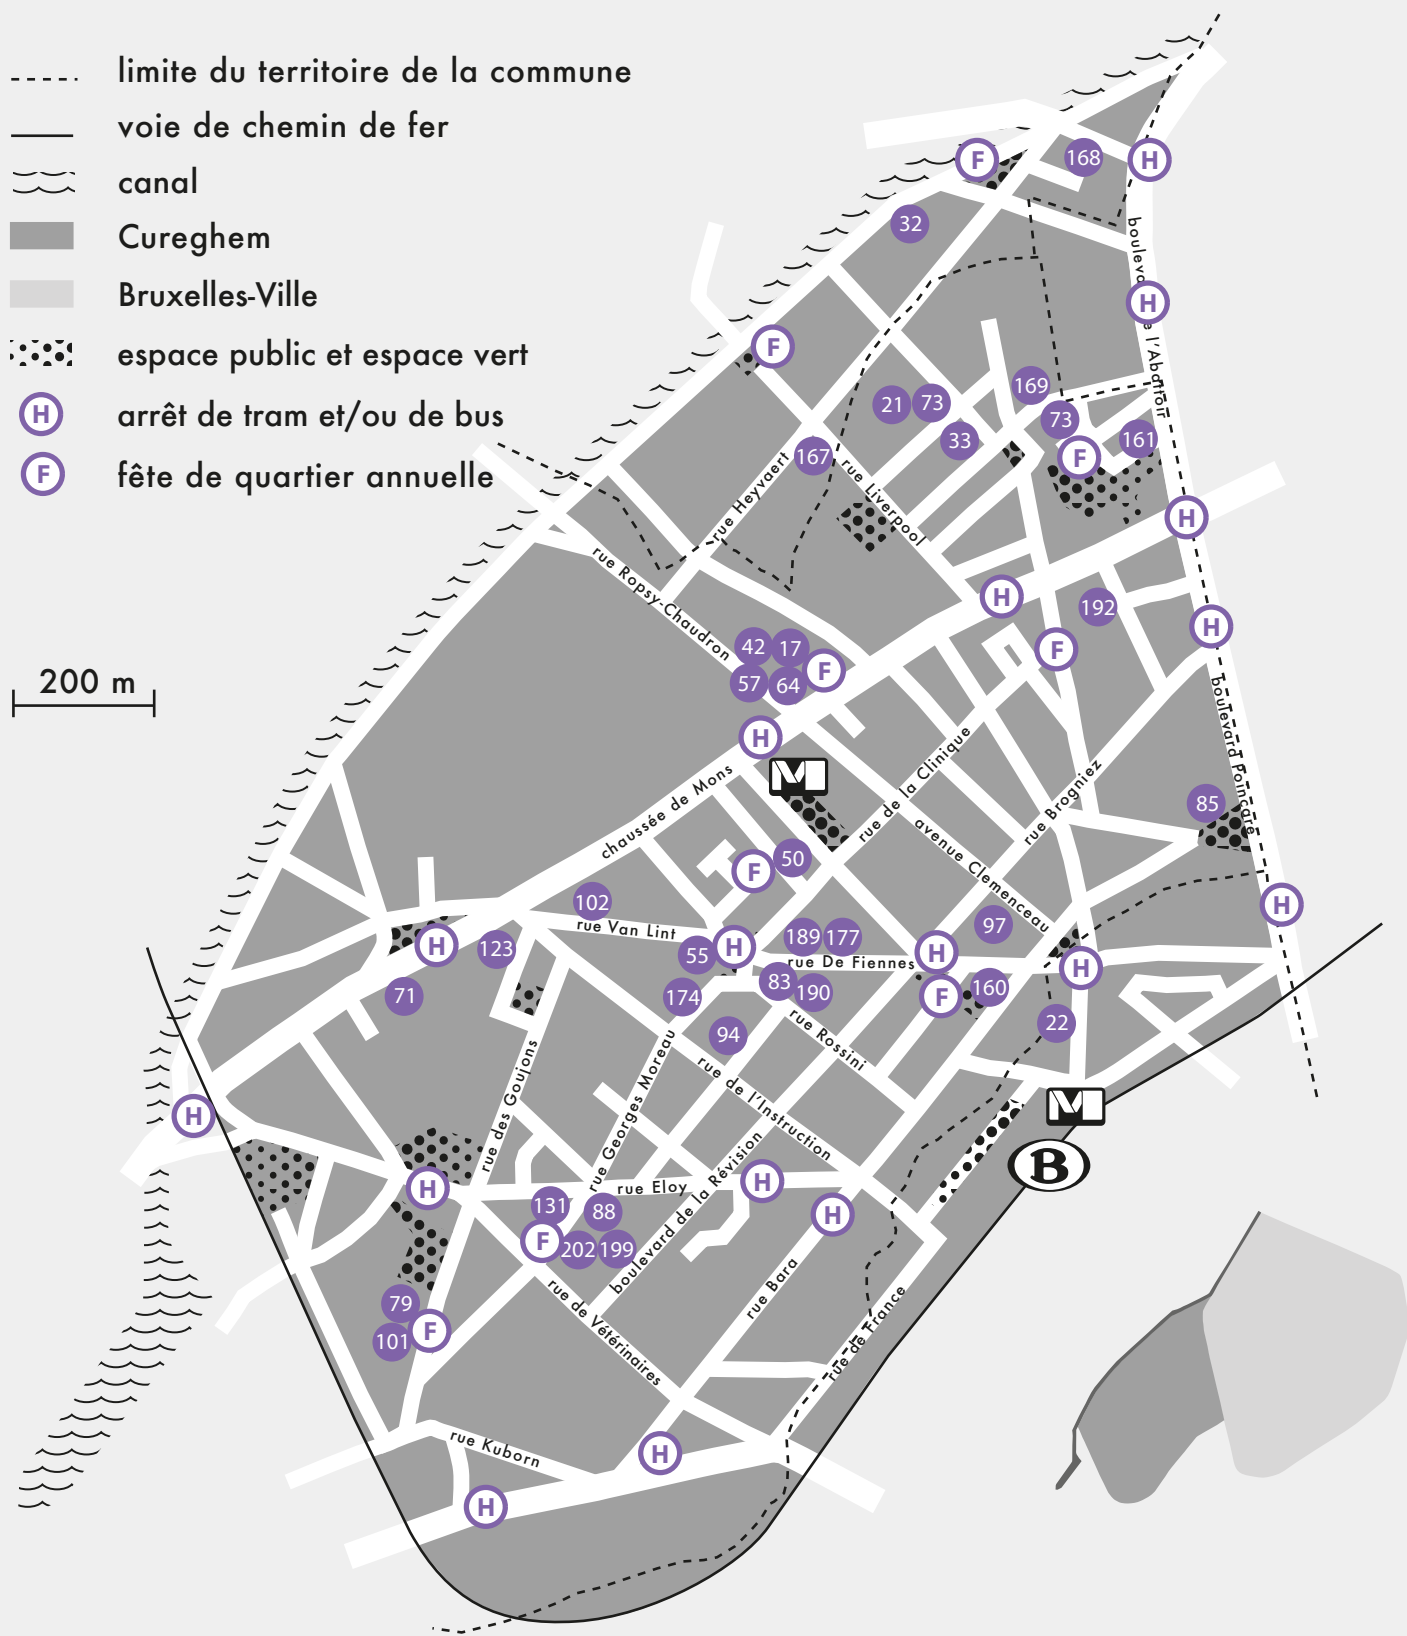 limite du territoire de la commune
voie de chemin de fer
canal
Cureghem
Bruxelles-Ville
espace public et espace vert
H arrêt de tram et/ou de bus
F fête de quartier annuelle
200 m
F
168
H
32
boulevard de l'Abattoir
H
F
169
21
73
73
33
161
F
167
rue Heyvaert
rue Liverpool
H
rue Ropsy-Chaudron
H
192
H
42
17
F
F
57
64
H
M
boulevard Poincaré
rue de la Clinique
chaussée de Mons
rue Brogniez
85
avenue Clemenceau
50
F
102
H
rue Van Lint
97
189
177
H
123
55
H
H
rue De Fiennes
H
71
174
83
190
F
160
22
94
rue Rossini
rue des Goujons
rue Georges Moreau
rue de l'Instruction
H
M
B
boulevard de la Révision
H
rue Eloy
H
131
88
H
F
202
199
rue Bara
rue de Vétérinaires
rue de France
79
101
F
rue Kuborn
H
H